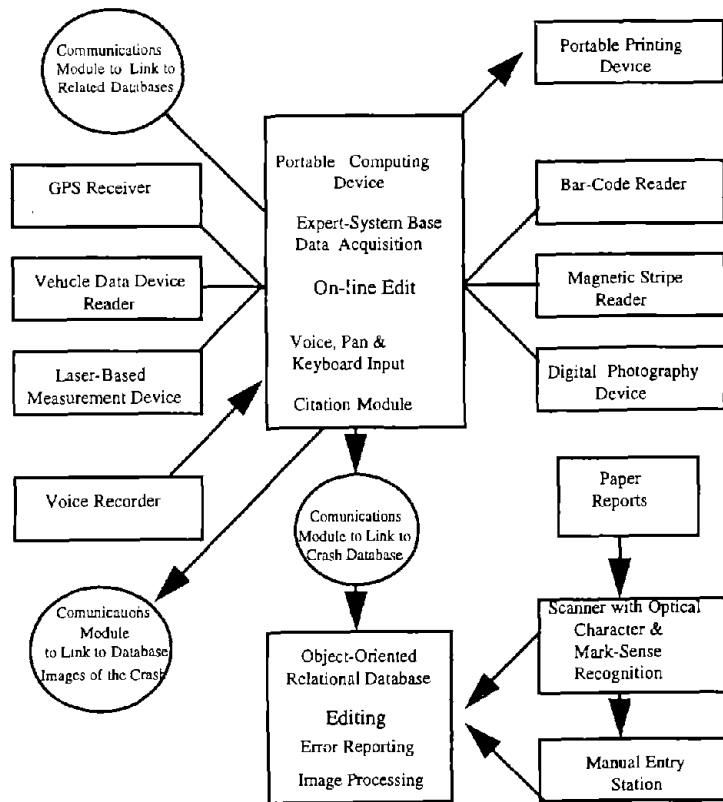 Communications
Module to Link to
Related Databases
Portable Printing
Device
GPS Receiver
Vehicle Data Device
Reader
Laser-Based
Measurement Device
Voice Recorder
Portable Computing
Device
Expert-System Base
Data Acquisition
On-line Edit
Voice, Pan &
Keyboard Input
Citation Module
Bar-Code Reader
Magnetic Stripe
Reader
Digital Photography
Device
Comunications
Module to Link to
Crash Database
Paper
Reports
Comunications
Module
to Link to Database
Images of the Crash
Object-Oriented
Relational Database
Editing
Error Reporting
Image Processing
Scanner with Optical
Character &
Mark-Sense
Recognition
Manual Entry
Station